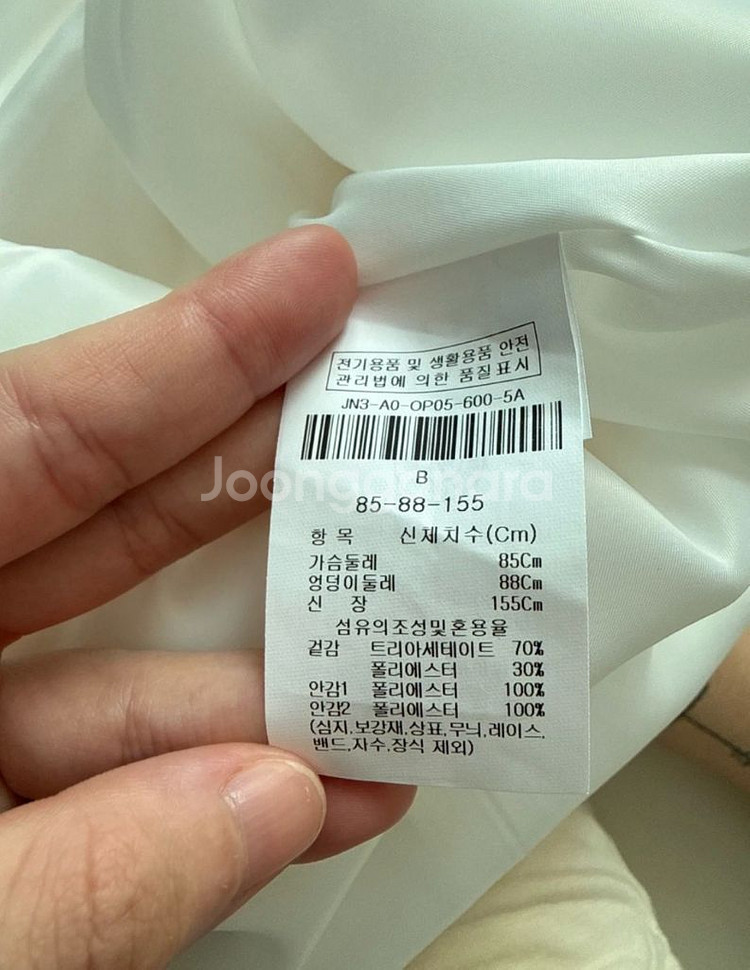 전기용품 및 생활용품 안전
관리법에 의한 품질표시
JN3-A0-OP05-600-5A
B
Joongonara
85-88-155
항 목 신체치수(Cm)
가슴둘레 85Cm
엉덩이둘레 88Cm
신 장 155Cm
섬유의조성및혼용율
겉감 트리아세테이트 70%
폴리에스터 30%
안감1 폴리에스터 100%
안감2 폴리에스터 100%
(심지,보강재,상표,무늬,레이스,
밴드,자수,장식 제외)